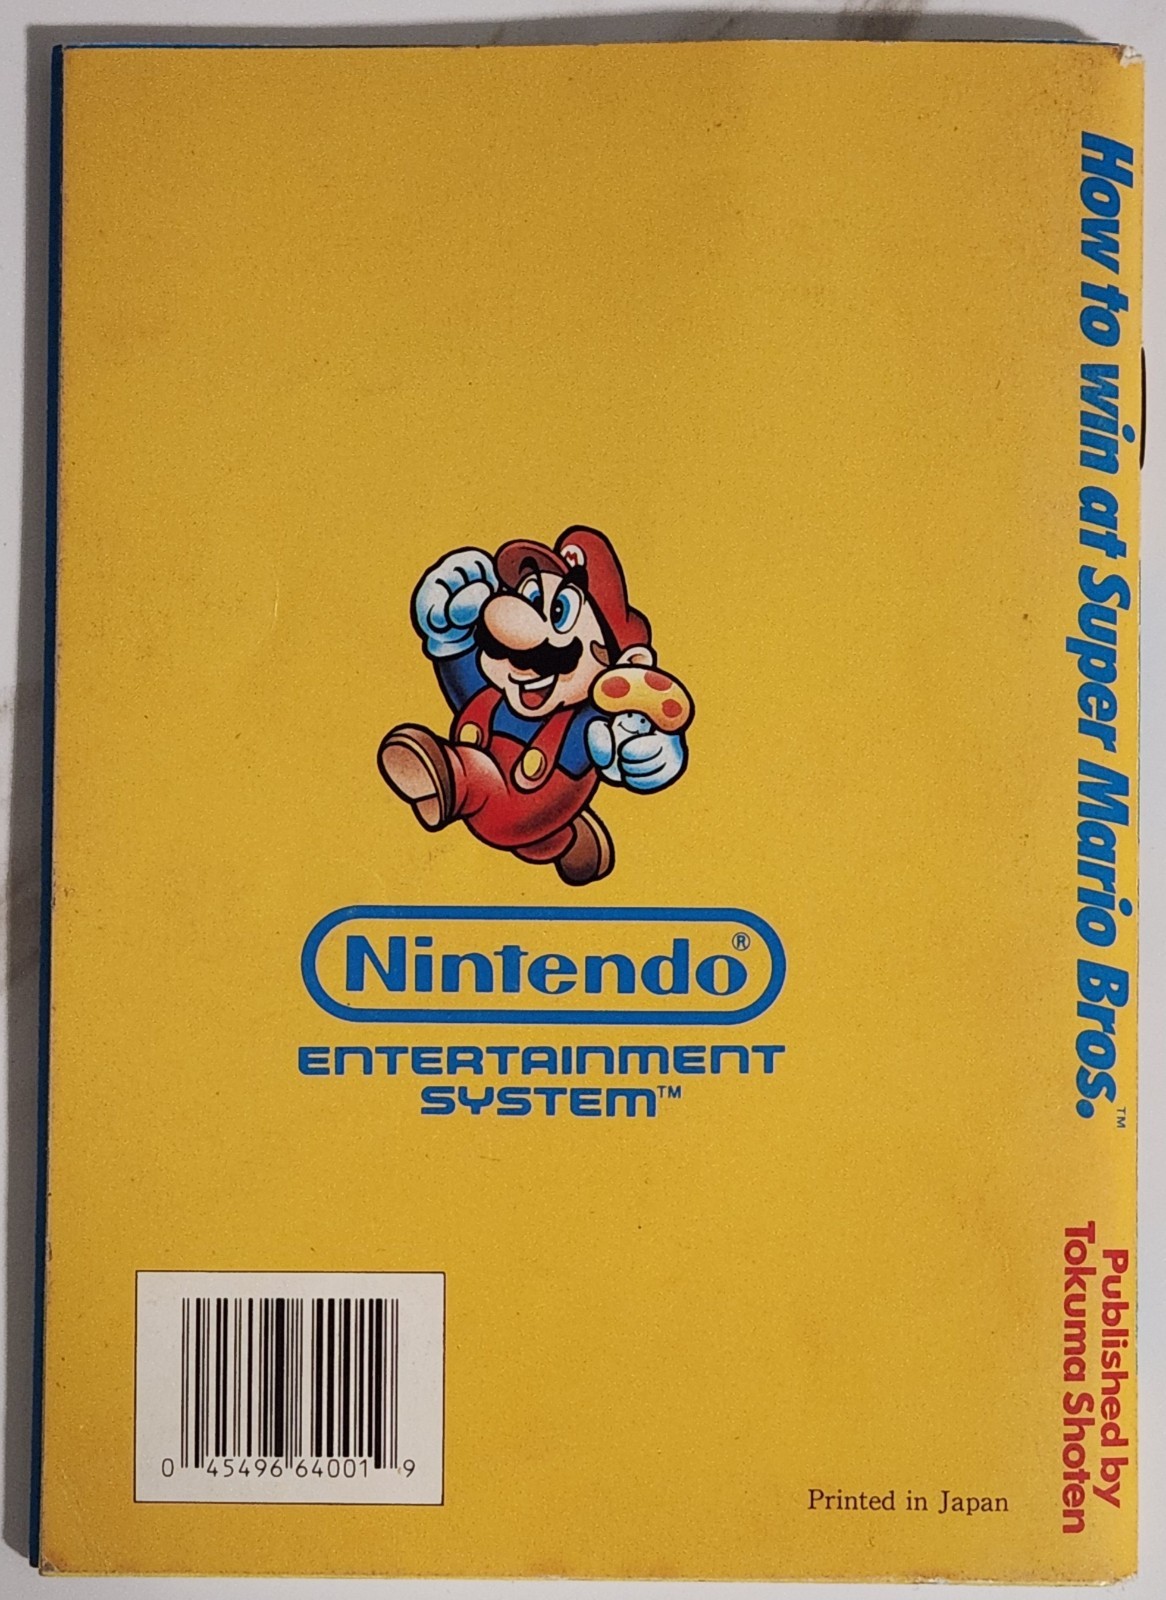 How to win at Super Mario Bros.™
Published by
Tokuma Shoten
M
Nintendo®
ENTERTAINMENT
SYSTEM™
0 45496 64001 9
Printed in Japan